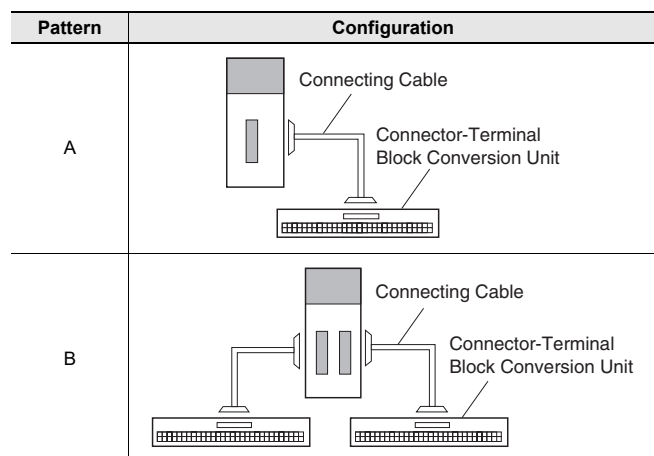 Pattern Configuration
A
Connecting Cable
Connector-Terminal
Block Conversion Unit
B
Connecting Cable
Connector-Terminal
Block Conversion Unit